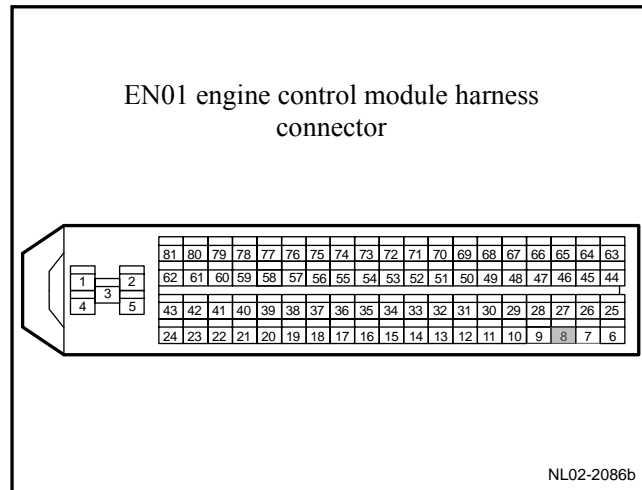 EN01 engine control module harness
connector
81 80 79 78 77 76 75 74 73 72 71 70 69 68 67 66 65 64 63
62 61 60 59 58 57 56 55 54 53 52 51 50 49 48 47 46 45 44
1 2
3
4 5
43 42 41 40 39 38 37 36 35 34 33 32 31 30 29 28 27 26 25
24 23 22 21 20 19 18 17 16 15 14 13 12 11 10 9 8 7 6
NL02-2086b